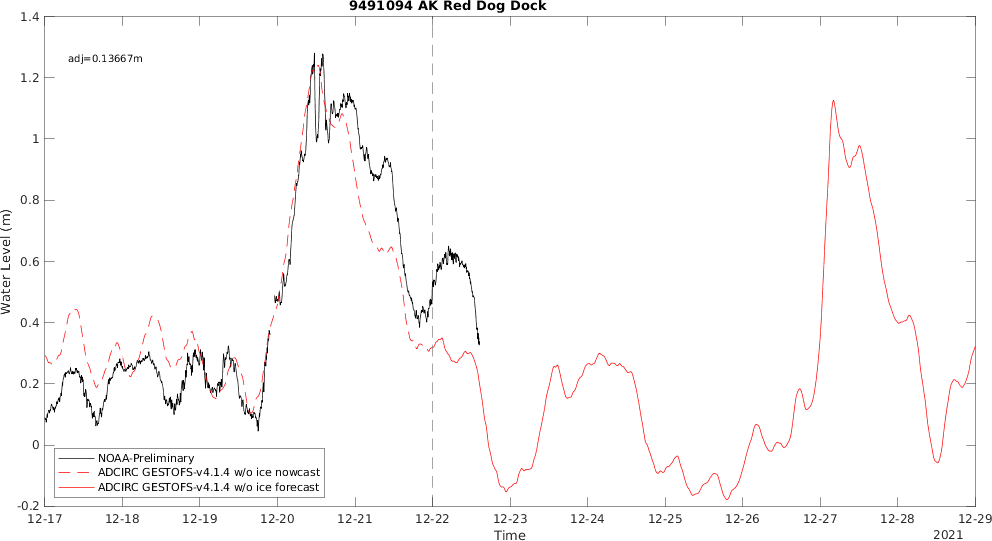 9491094 AK Red Dog Dock
adj=0.13667m
1.4
1.2
1
0.8
0.6
0.4
0.2
0
-0.2
Water Level (m)
NOAA-Preliminary
ADCIRC GESTOFS-v4.1.4 w/o ice nowcast
ADCIRC GESTOFS-v4.1.4 w/o ice forecast
12-17 12-18 12-19 12-20 12-21 12-22 12-23 12-24 12-25 12-26 12-27 12-28 12-29
Time
2021